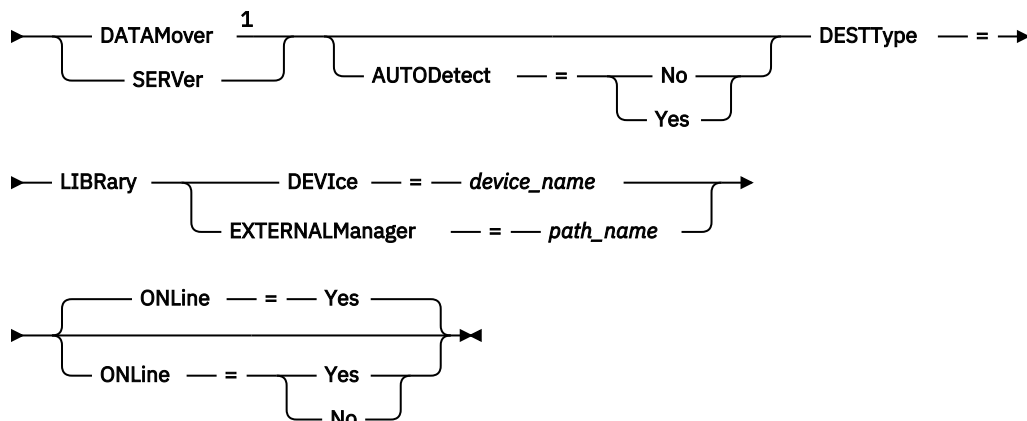 1
DATAMover DESTType =
SERVer AUTODetect = No
Yes
LIBRary DEVIce = device_name
EXTERNALManager = path_name
ONLine = Yes
ONLine = Yes
No